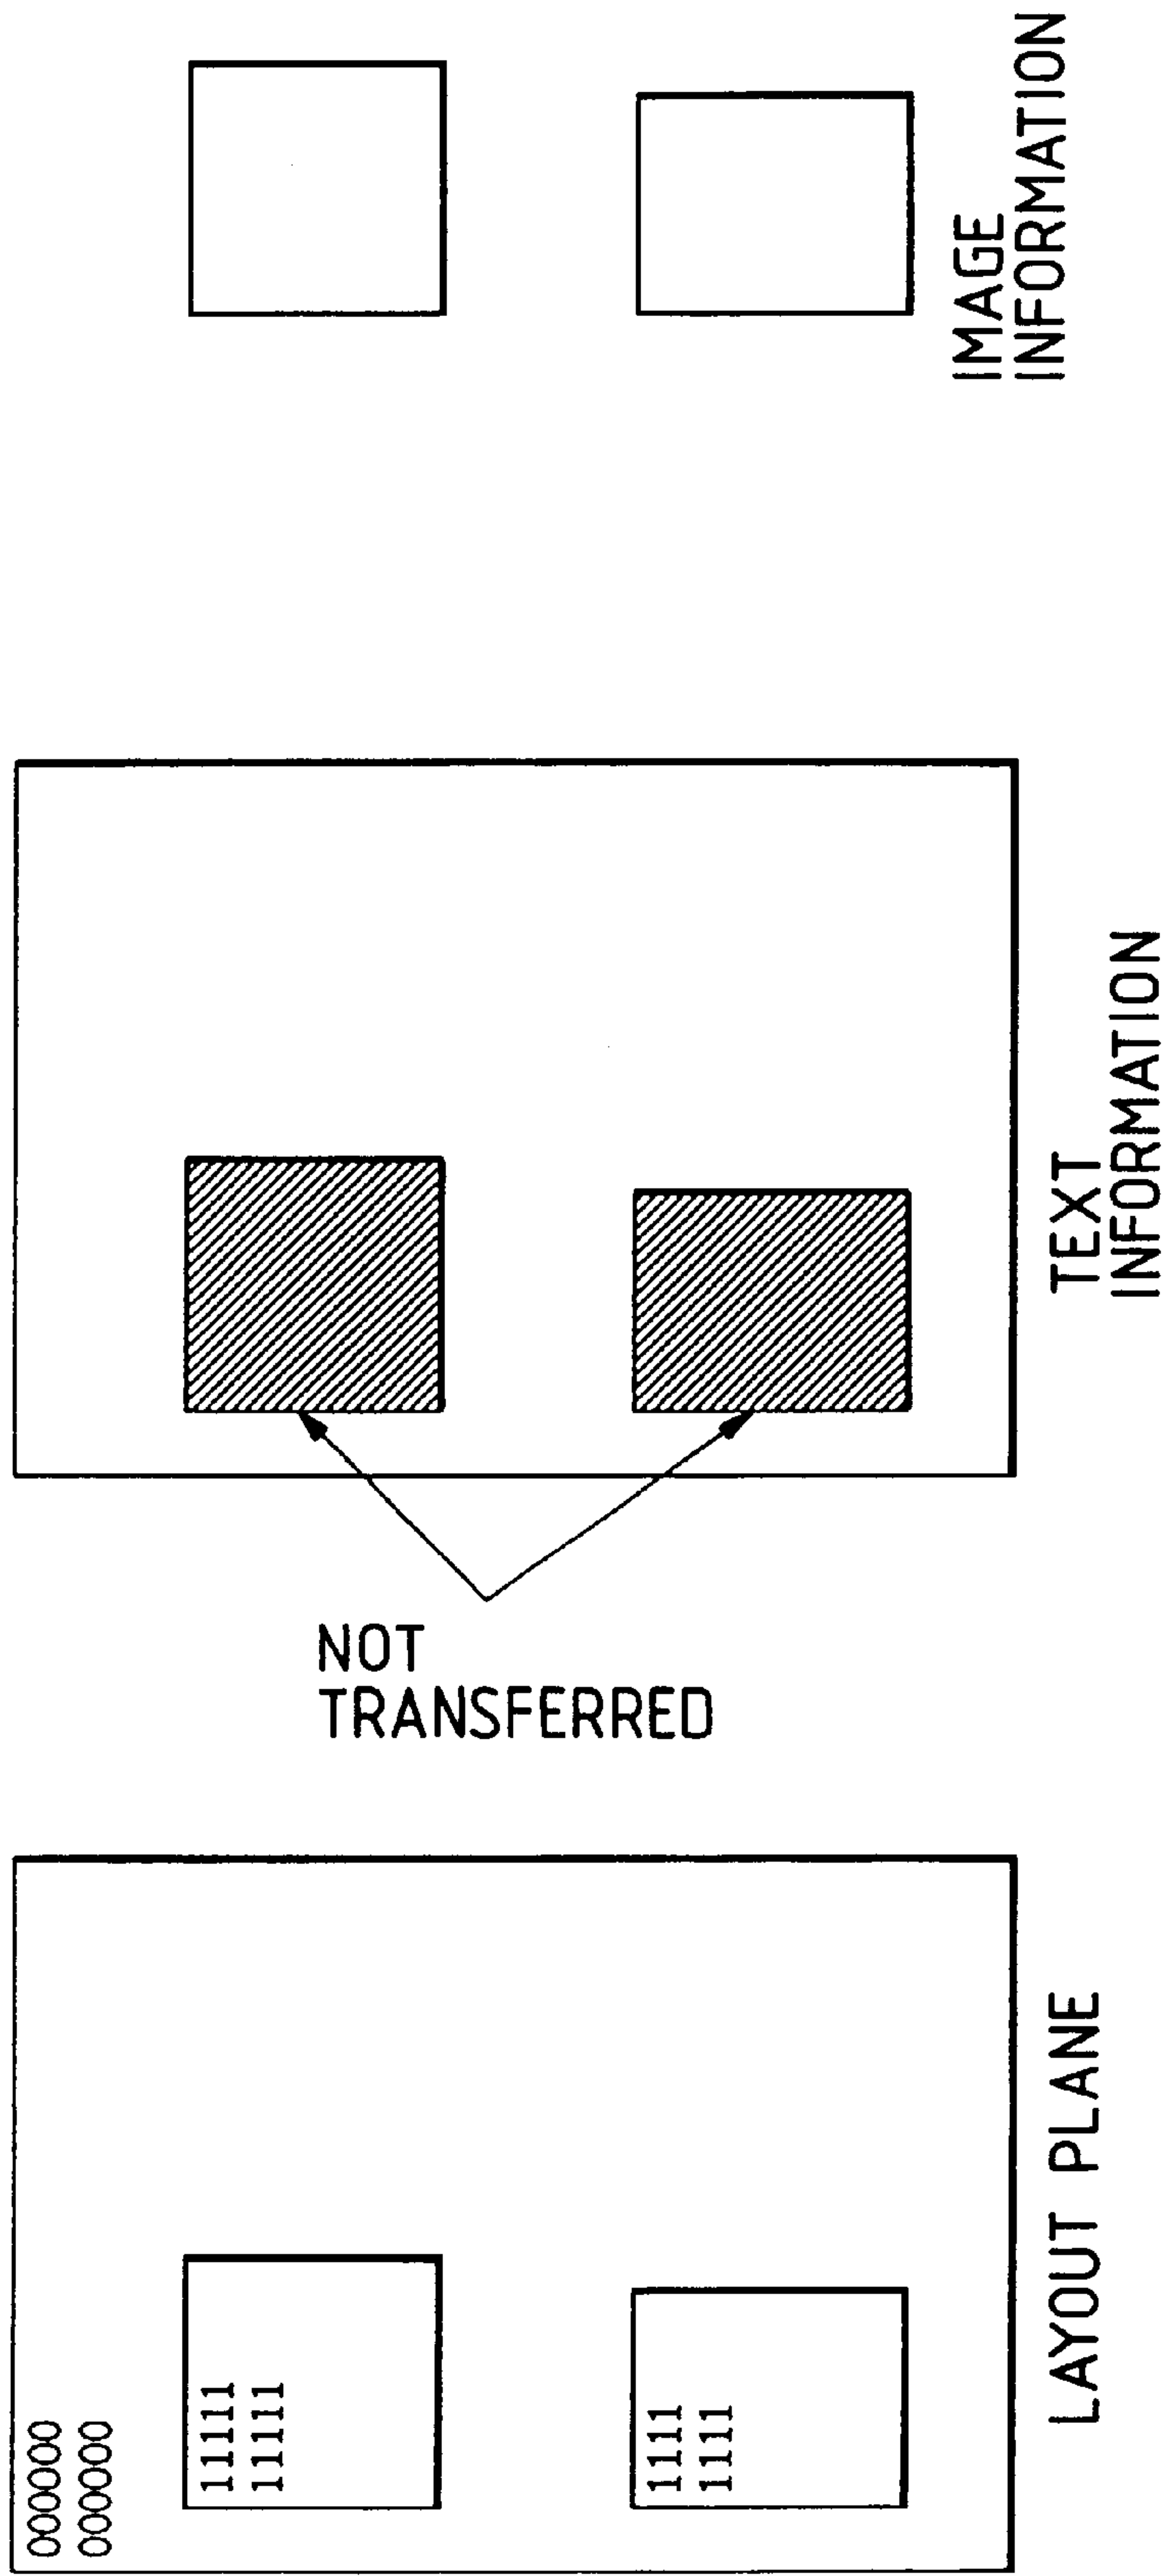 000000
000000
11111
11111
1111
1111
LAYOUT PLANE
NOT
TRANSFERRED
TEXT
INFORMATION
IMAGE
INFORMATION